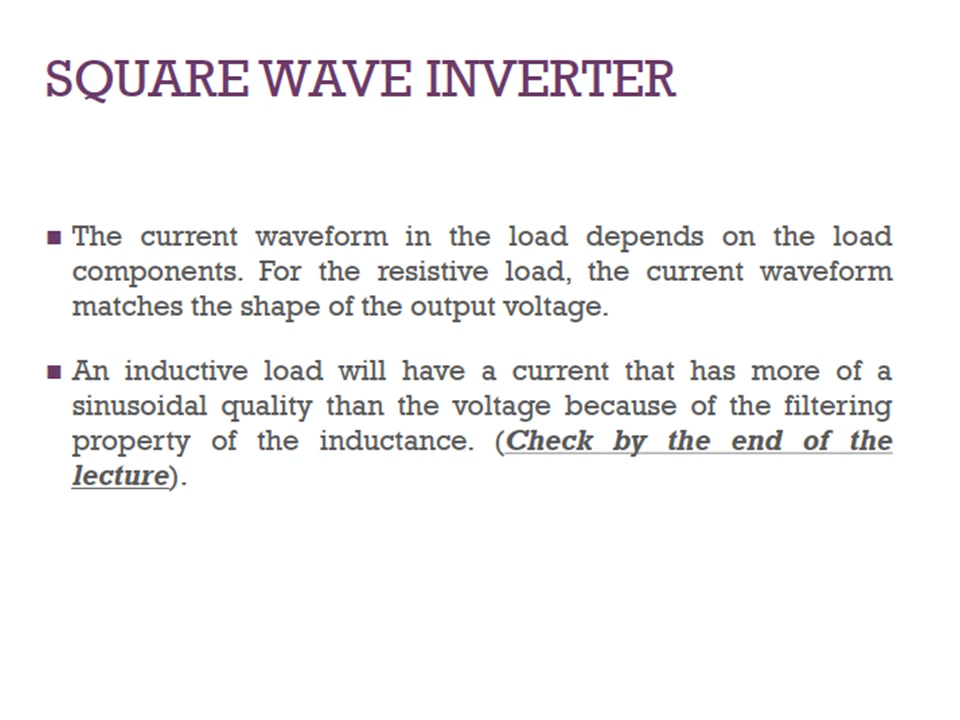 SQUARE WAVE INVERTER
■ The current waveform in the load depends on the load
components. For the resistive load, the current waveform
matches the shape of the output voltage.
■ An inductive load will have a current that has more of a
sinusoidal quality than the voltage because of the filtering
property of the inductance. (Check by the end of the
lecture).